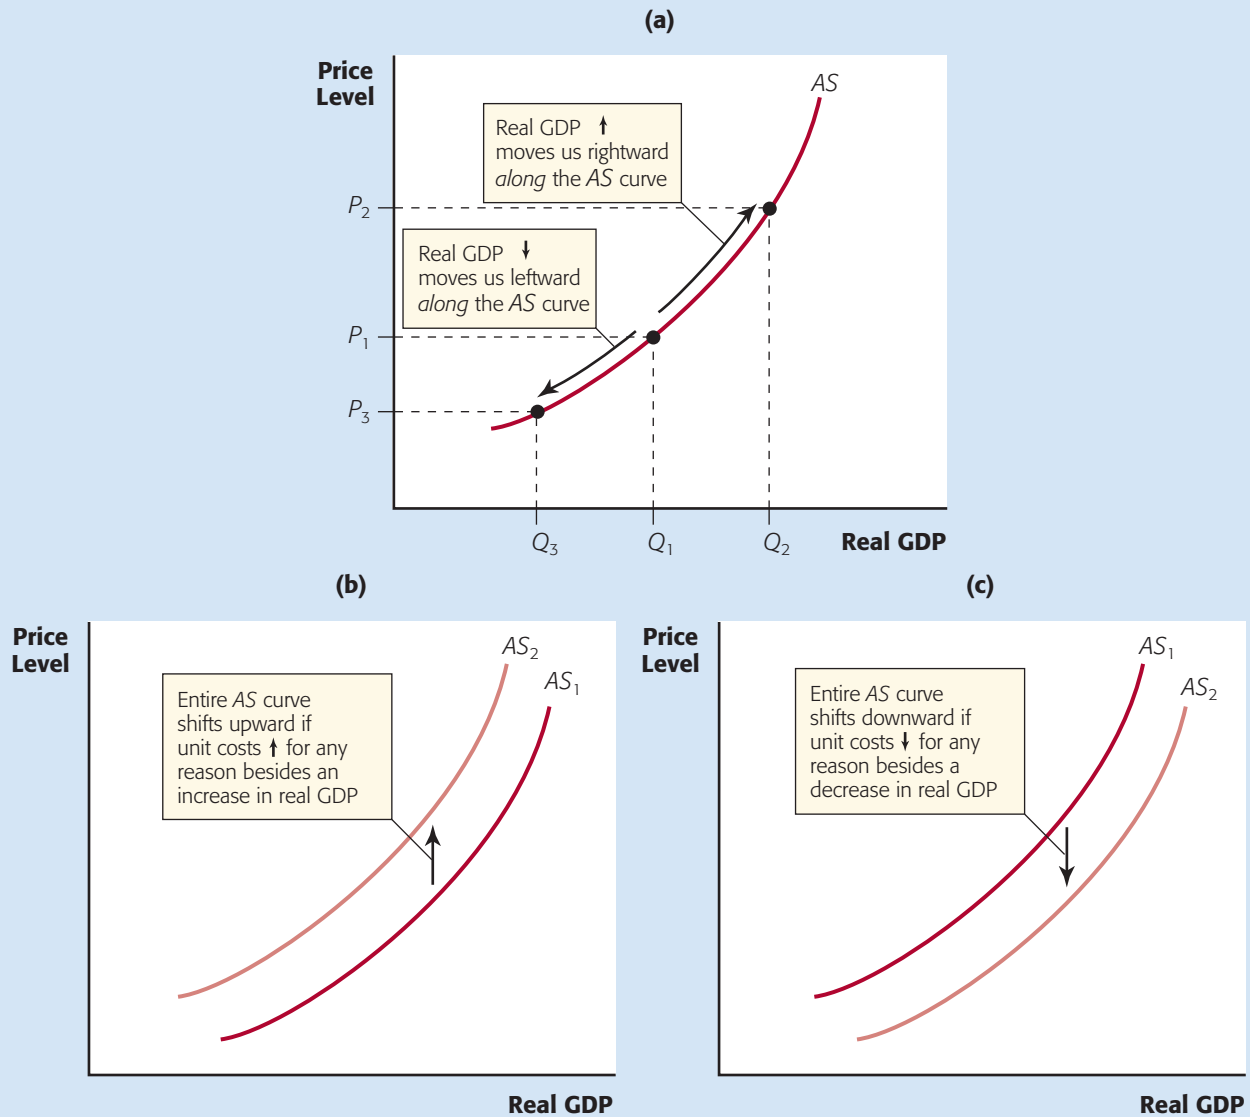 (a)
Price
Level
AS
Real GDP ↑
moves us rightward
along the AS curve
P₂
Real GDP ↓
moves us leftward
along the AS curve
P₁
P₃
Q₃
Q₁
Q₂
Real GDP
(b)
Price
Level
AS₂
AS₁
Entire AS curve
shifts upward if
unit costs ↑ for any
reason besides an
increase in real GDP
Real GDP
(c)
Price
Level
AS₁
AS₂
Entire AS curve
shifts downward if
unit costs ↓ for any
reason besides a
decrease in real GDP
Real GDP